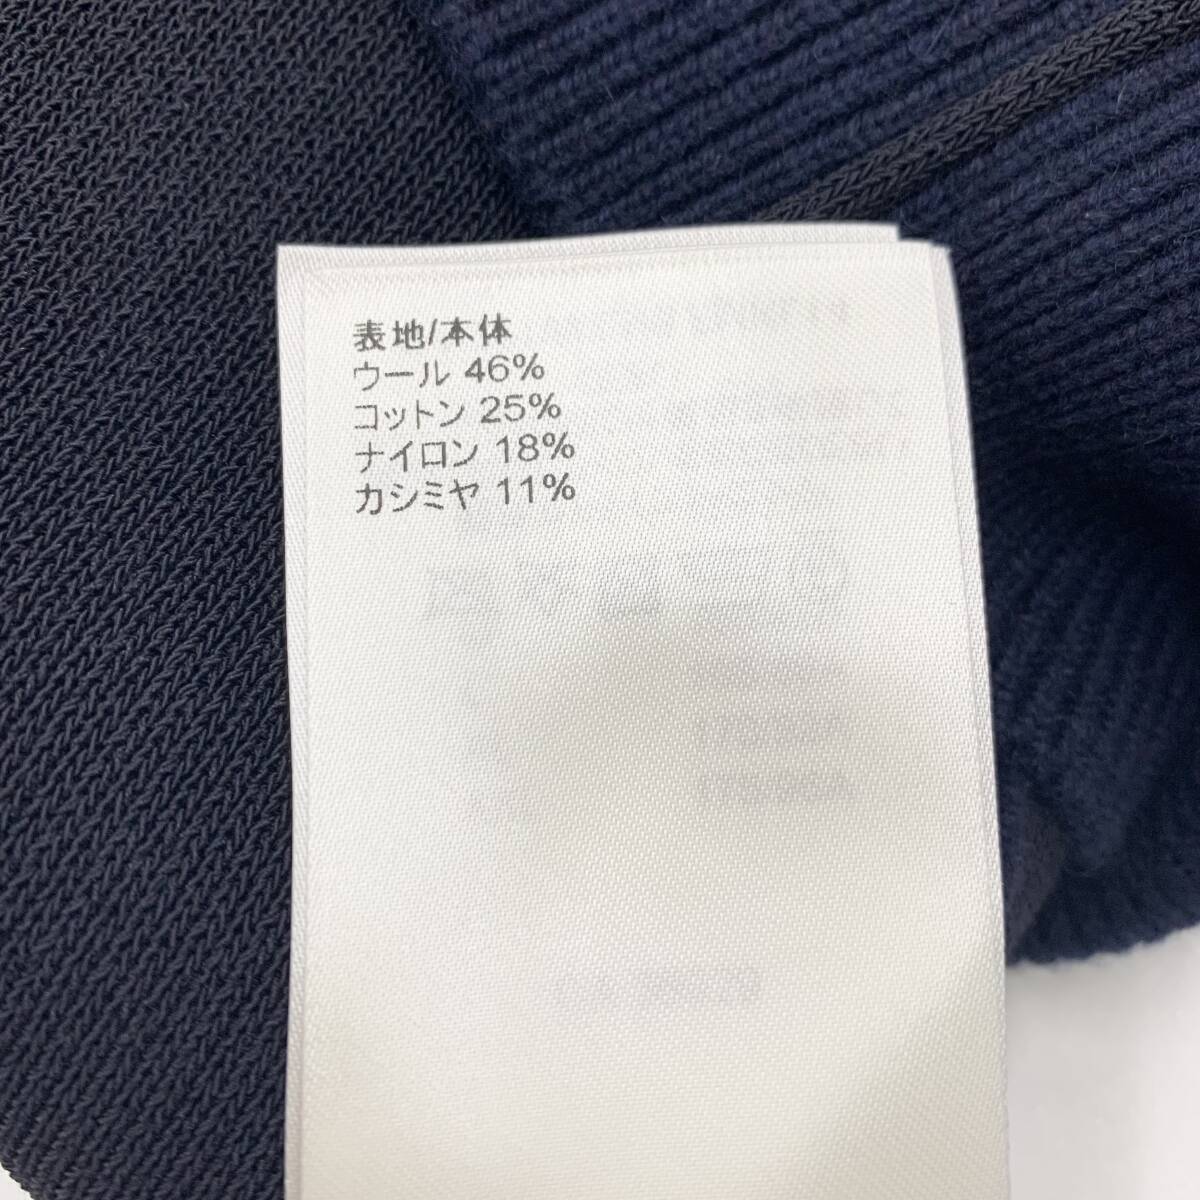 表地/本体
ウール 46%
コットン 25%
ナイロン 18%
カシミヤ 11%